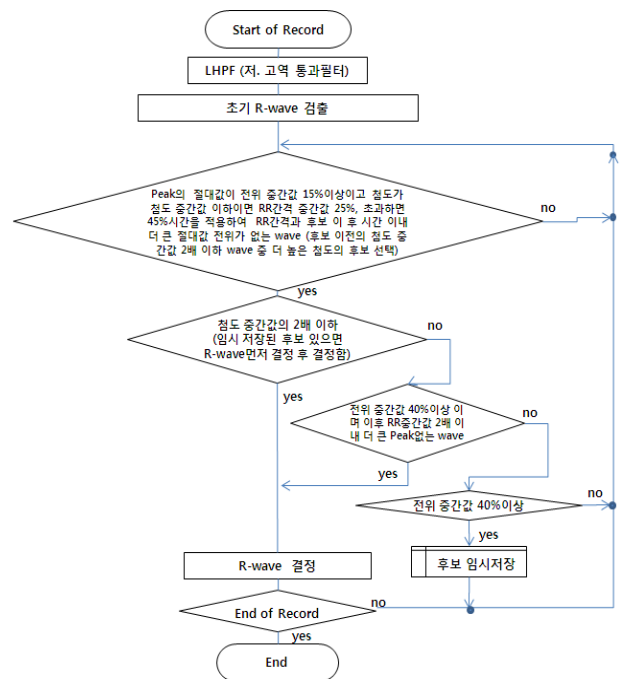 Start of Record
LHPF (저. 고역 통과필터)
초기 R-wave 검출
Peak의 절대값이 전위 중간값 15%이상이고 첨도가
첨도 중간값 이하이면 RR간격 중간값 25%, 초과하면
45%시간을 적용하여 RR간격과 후보 이 후 시간 이내
더 큰 절대값 전위가 없는 wave (후보 이전의 첨도 중
간값 2배 이하 wave 중 더 높은 첨도의 후보 선택)
no
yes
첨도 중간값의 2배 이하
(임시 저장된 후보 있으면
R-wave먼저 결정 후 결정함)
no
yes
전위 중간값 40%이상 이
며 이후 RR중간값 2배 이
내 더 큰 Peak없는 wave
no
yes
전위 중간값 40%이상
no
yes
후보 임시저장
R-wave 결정
End of Record
no
yes
End